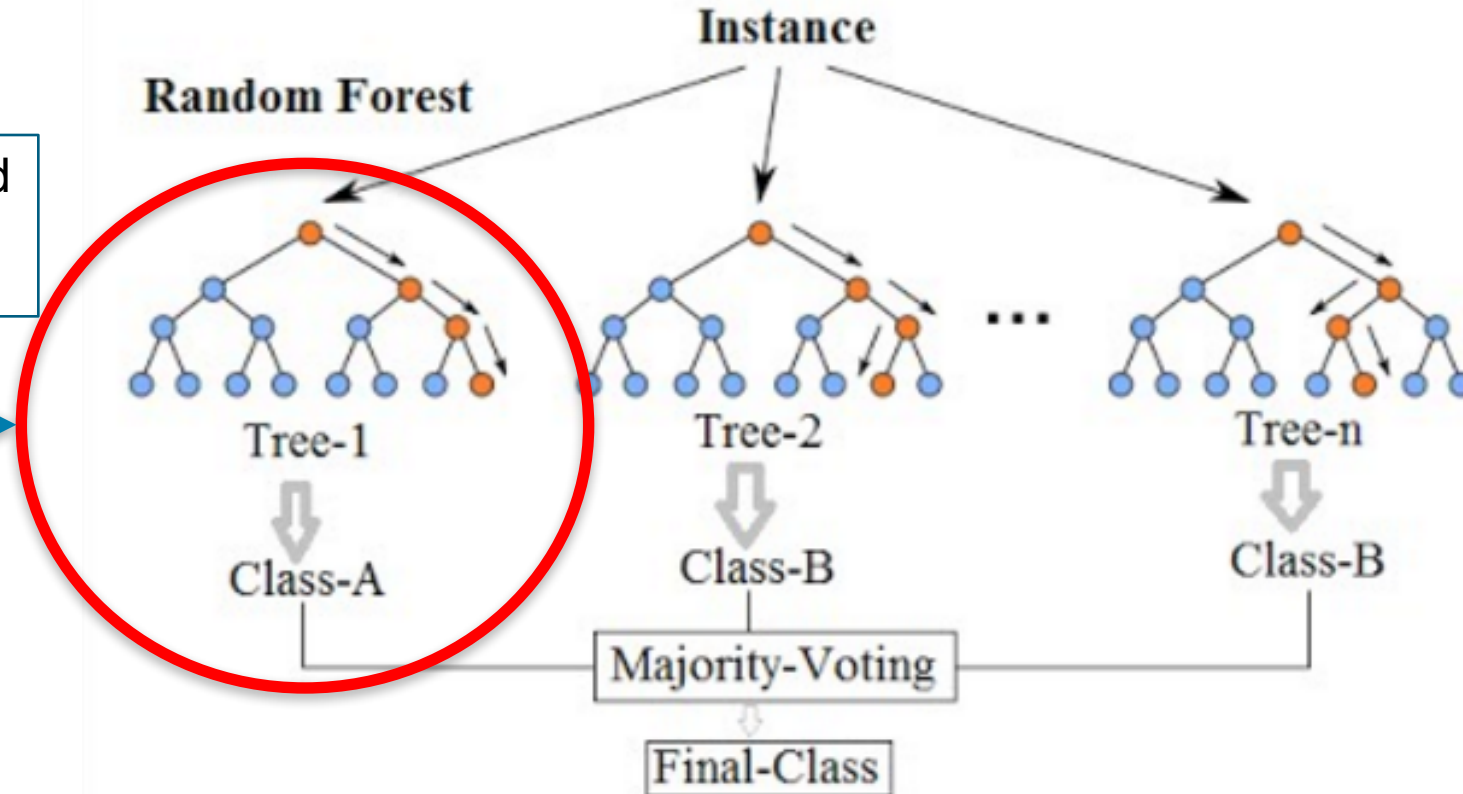 Instance
Random Forest
d
...
Tree-1
Tree-2
Tree-n
Class-A
Class-B
Class-B
Majority-Voting
Final-Class